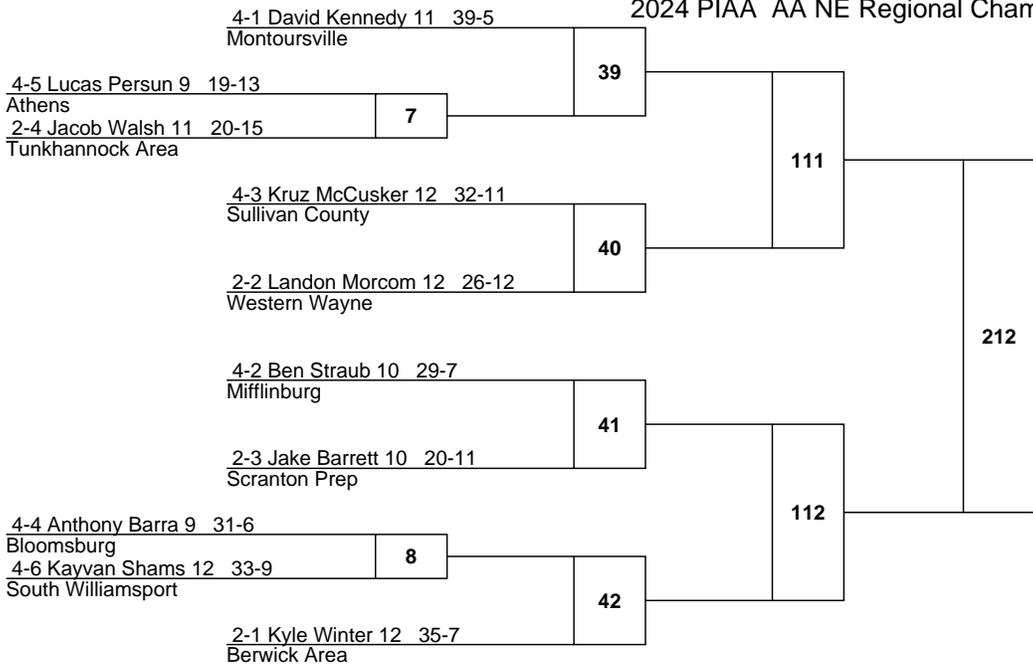 2024 PIAA  AA NE Regional Cham
4-1 David Kennedy 11   39-5
Montoursville
39
4-5 Lucas Persun 9   19-13
Athens
7
2-4 Jacob Walsh 11   20-15
Tunkhannock Area
111
4-3 Kruz McCusker 12   32-11
Sullivan County
40
2-2 Landon Morcom 12   26-12
Western Wayne
212
4-2 Ben Straub 10   29-7
Mifflinburg
41
2-3 Jake Barrett 10   20-11
Scranton Prep
112
4-4 Anthony Barra 9   31-6
Bloomsburg
8
4-6 Kayvan Shams 12   33-9
South Williamsport
42
2-1 Kyle Winter 12   35-7
Berwick Area